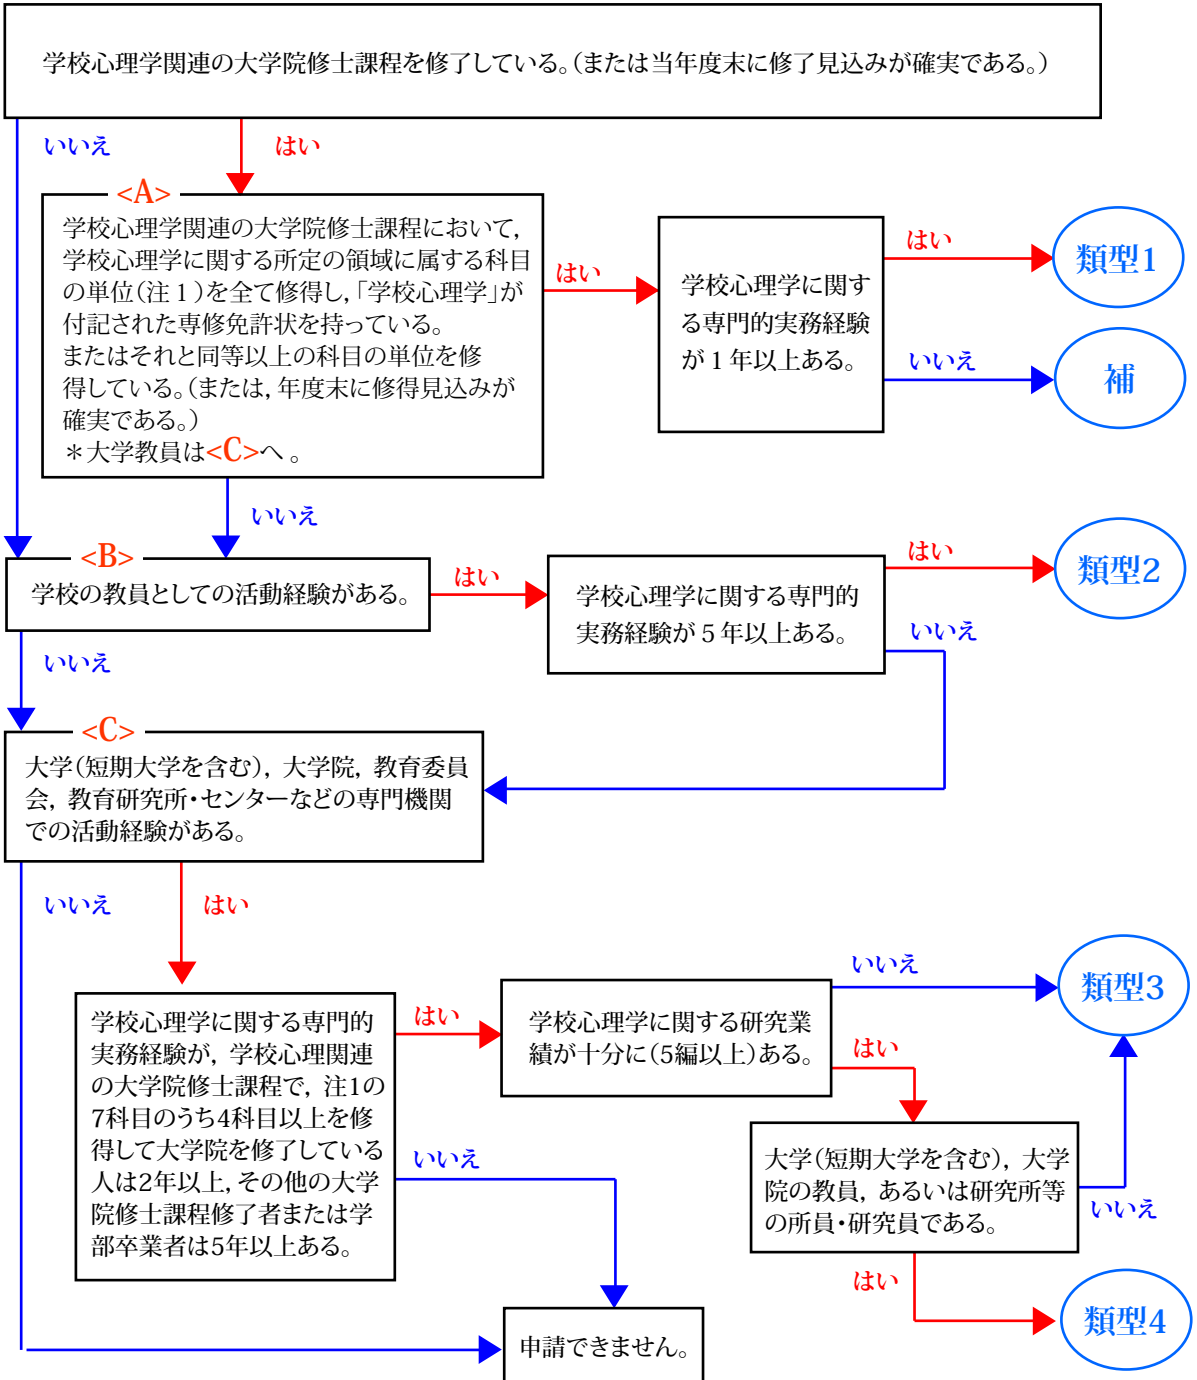 学校心理学関連の大学院修士課程を修了している。(または当年度末に修了見込みが確実である。)
いいえ
はい
<A>
学校心理学関連の大学院修士課程において,
学校心理学に関する所定の領域に属する科目
の単位(注１)を全て修得し,「学校心理学」が
付記された専修免許状を持っている。
またはそれと同等以上の科目の単位を修
得している。(または, 年度末に修得見込みが
確実である。)
＊大学教員は<C>へ 。
はい
学校心理学に関す
る専門的実務経験
が１年以上ある。
はい
類型1
いいえ
補
いいえ
<B>
学校の教員としての活動経験がある。
はい
学校心理学に関する専門的
実務経験が５年以上ある。
はい
類型2
いいえ
いいえ
<C>
大学(短期大学を含む), 大学院, 教育委員
会, 教育研究所・センターなどの専門機関
での活動経験がある。
いいえ
はい
学校心理学に関する専門的
実務経験が, 学校心理関連
の大学院修士課程で, 注1の
7科目のうち4科目以上を修
得して大学院を修了している
人は2年以上, その他の大学
院修士課程修了者または学
部卒業者は5年以上ある。
はい
学校心理学に関する研究業
績が十分に(5編以上)ある。
いいえ
類型3
はい
いいえ
大学(短期大学を含む), 大学
院の教員, あるいは研究所等
の所員・研究員である。
いいえ
はい
類型4
申請できません。